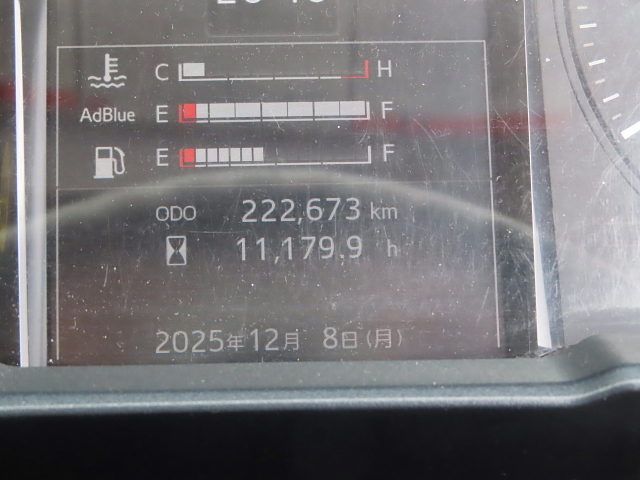 C H
AdBlue E F
E F
ODO 222,673 km
11,179.9 h
2025年 12月 8日(月)